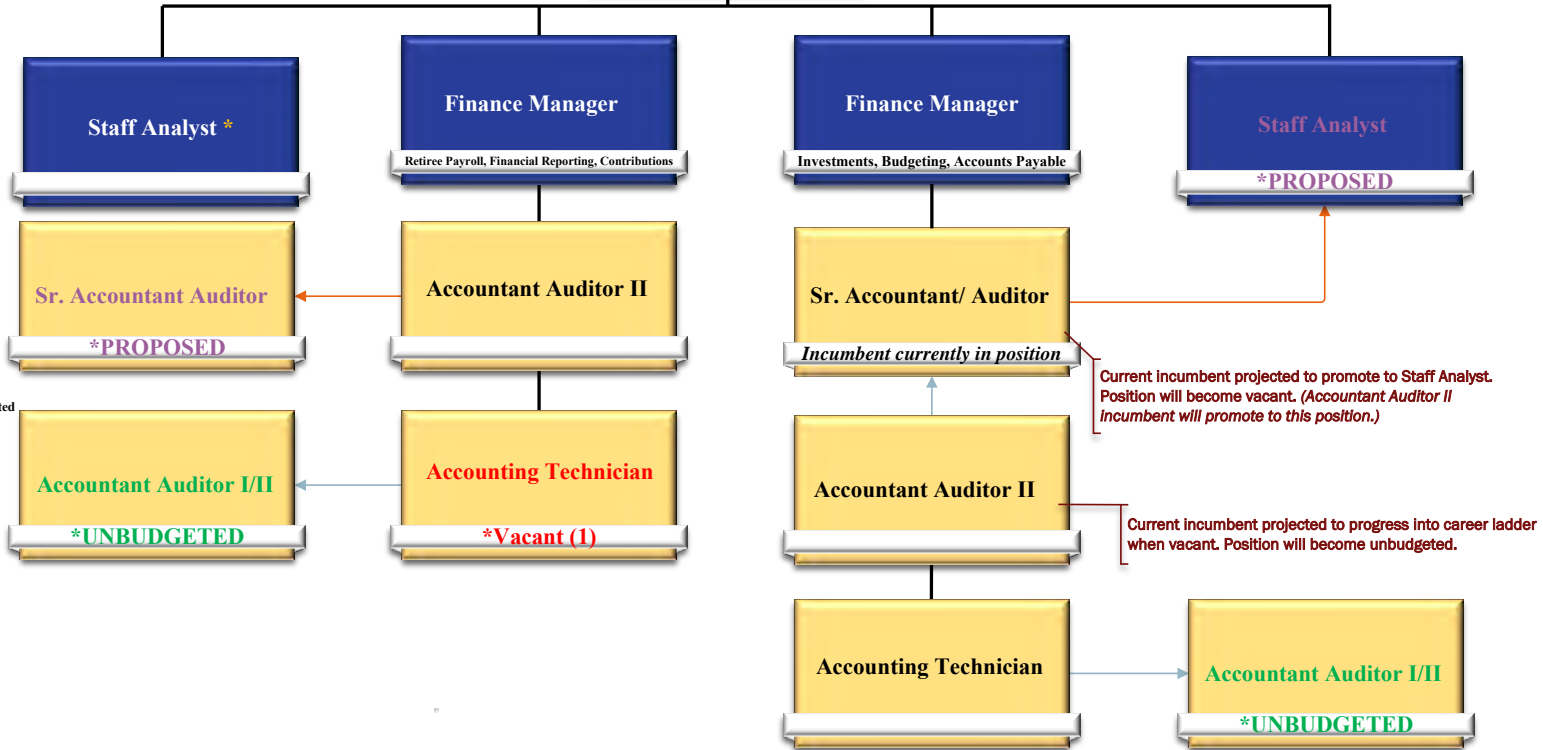 Staff Analyst *
Finance Manager
Retiree Payroll, Financial Reporting, Contributions
Finance Manager
Investments, Budgeting, Accounts Payable
Staff Analyst
*PROPOSED
Sr. Accountant Auditor
*PROPOSED
Accountant Auditor II
Sr. Accountant/ Auditor
Incumbent currently in position
Current incumbent projected to promote to Staff Analyst.
Position will become vacant. (Accountant Auditor II
incumbent will promote to this position.)
Accountant Auditor I/II
*UNBUDGETED
Accounting Technician
*Vacant (1)
Accountant Auditor II
Current incumbent projected to progress into career ladder
when vacant. Position will become unbudgeted.
Accounting Technician
Accountant Auditor I/II
*UNBUDGETED